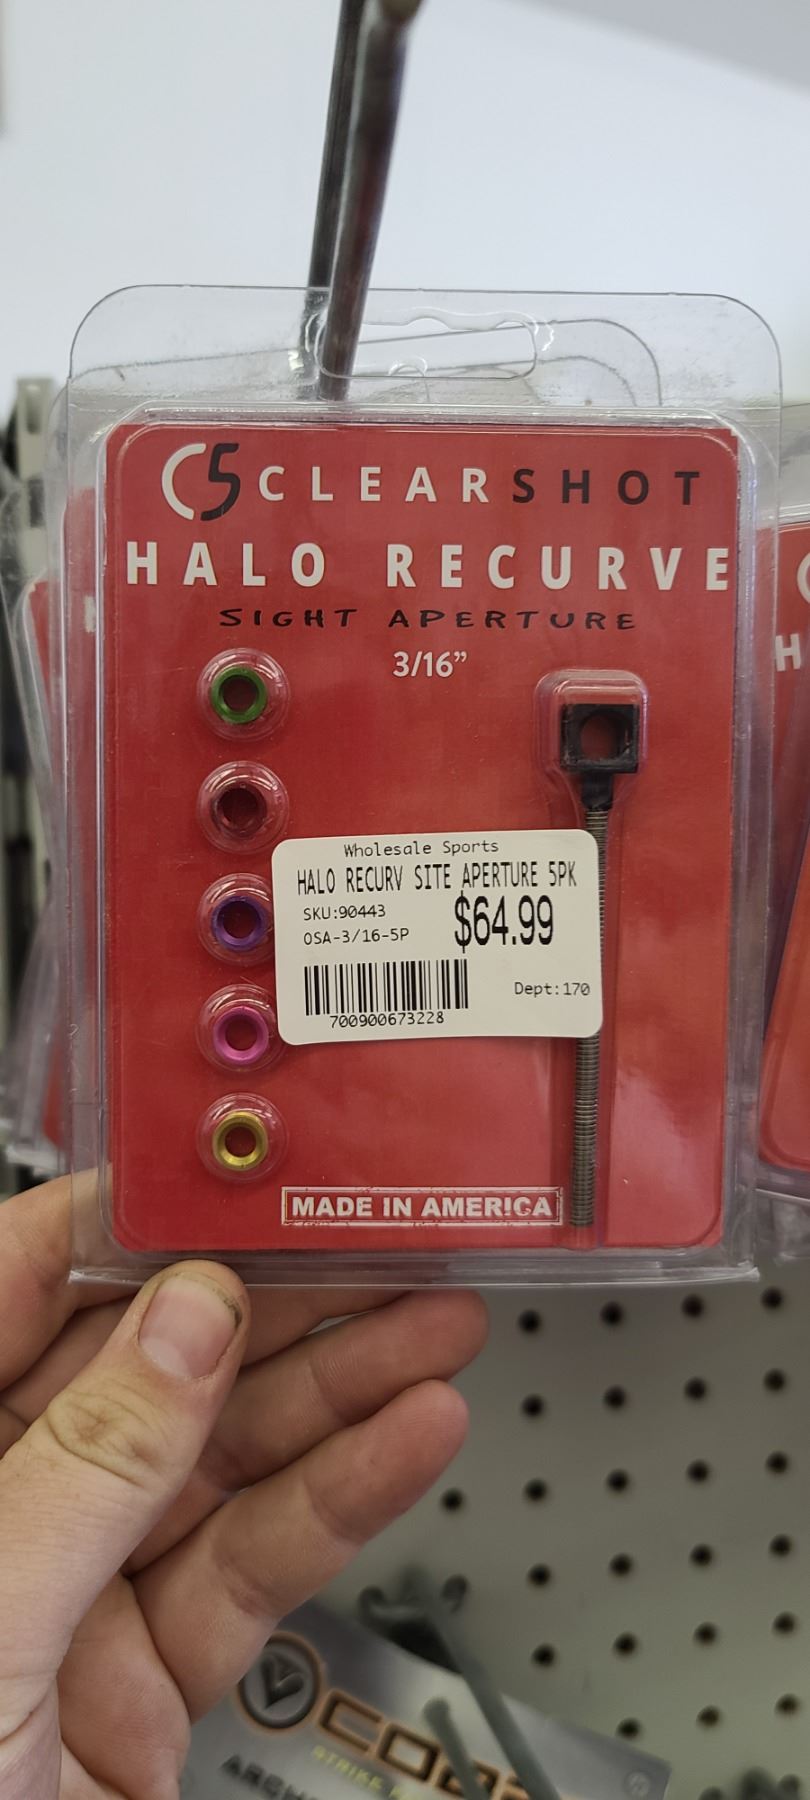 CS CLEARSHOT
HALO RECURVE
SIGHT APERTURE
3/16”
Wholesale Sports
HALO RECURV SITE APERTURE 5PK
SKU:90443
$64.99
OSA-3/16-5P
Dept:170
700900673228
MADE IN AMERICA
H